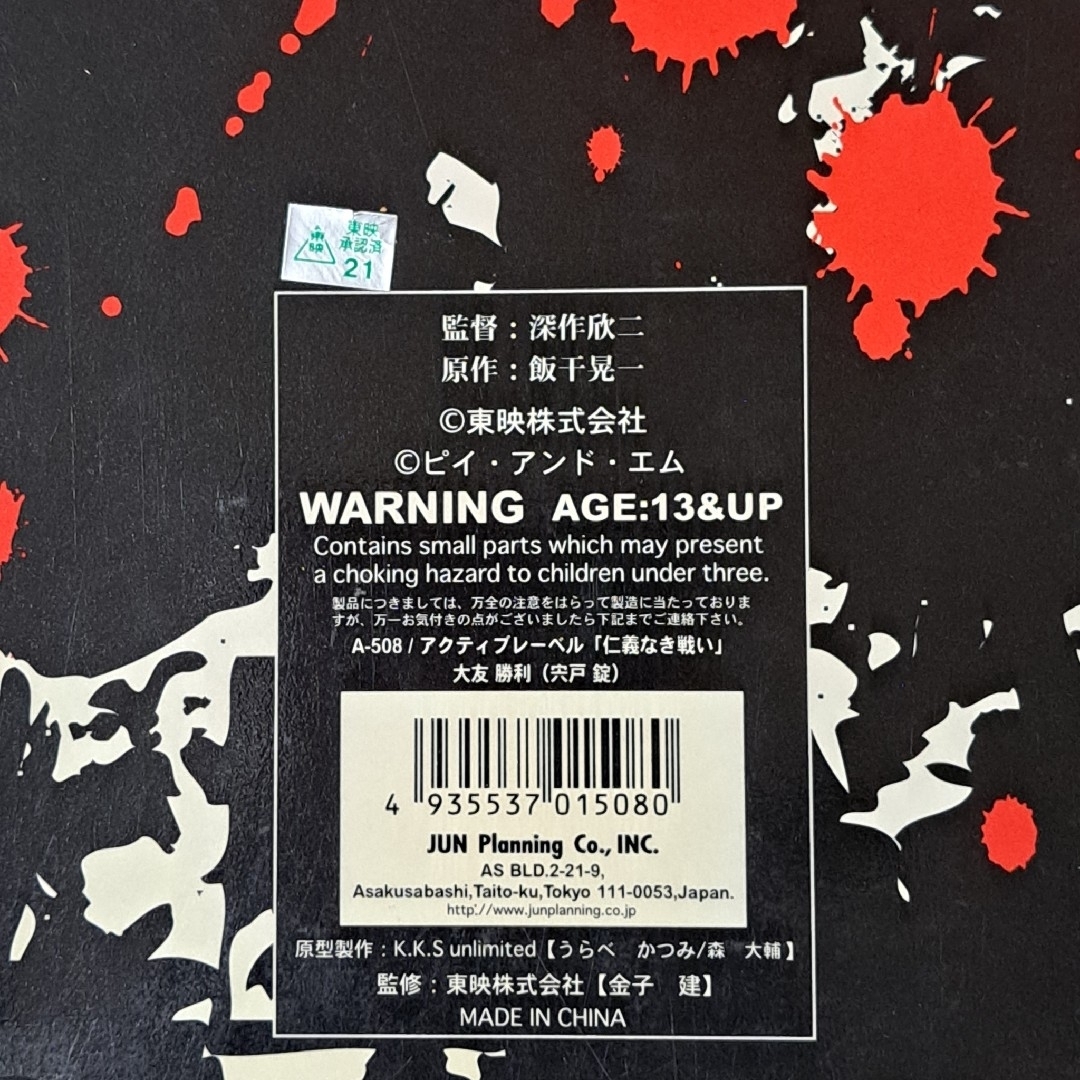 東映
東映
承認済
21
監督：深作欣二
原作：飯干晃一
©東映株式会社
©ピイ・アンド・エム
WARNING AGE:13&UP
Contains small parts which may present
a choking hazard to children under three.
製品につきましては、万全の注意をはらって製造に当たっておりま
すが、万一お気付きの点がございましたら下記までご連絡下さい。
A-508 / アクティブレーベル「仁義なき戦い」
大友 勝利（宍戸 錠）
4 935537 015080
JUN Planning Co., INC.
AS BLD.2-21-9,
Asakusabashi,Taito-ku,Tokyo 111-0053,Japan.
http://www.junplanning.co.jp
原型製作：K.K.S unlimited【うらべ　かつみ/森　大輔】
監修：東映株式会社【金子　建】
MADE IN CHINA